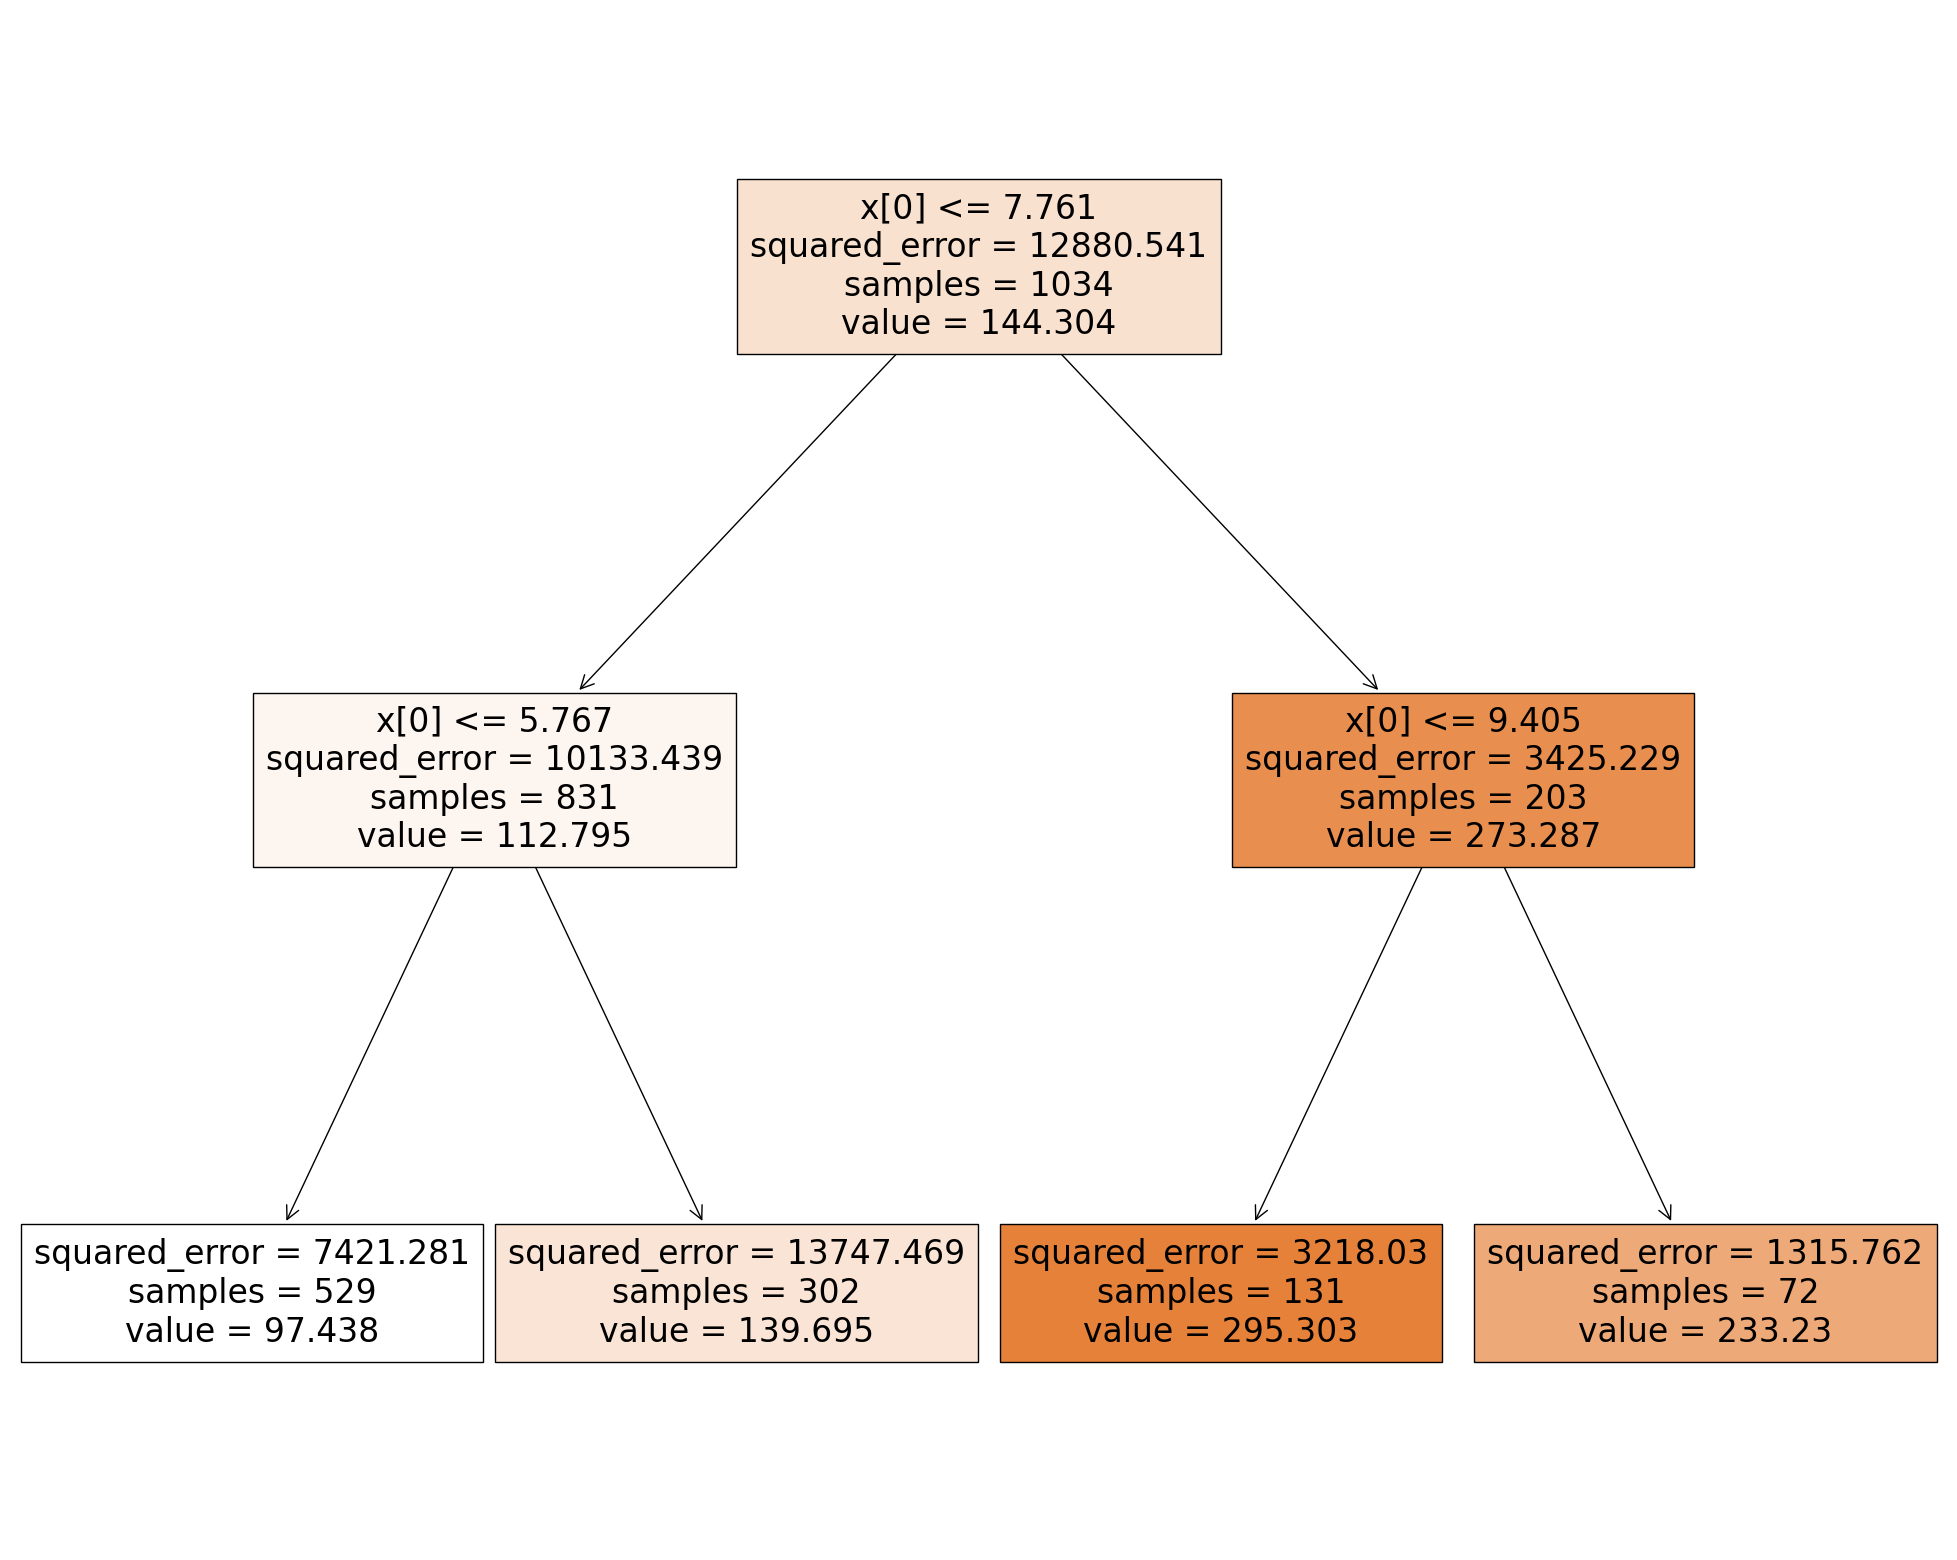 x[0] <= 7.761
squared_error = 12880.541
samples = 1034
value = 144.304
x[0] <= 5.767
squared_error = 10133.439
samples = 831
value = 112.795
x[0] <= 9.405
squared_error = 3425.229
samples = 203
value = 273.287
squared_error = 7421.281
samples = 529
value = 97.438
squared_error = 13747.469
samples = 302
value = 139.695
squared_error = 3218.03
samples = 131
value = 295.303
squared_error = 1315.762
samples = 72
value = 233.23